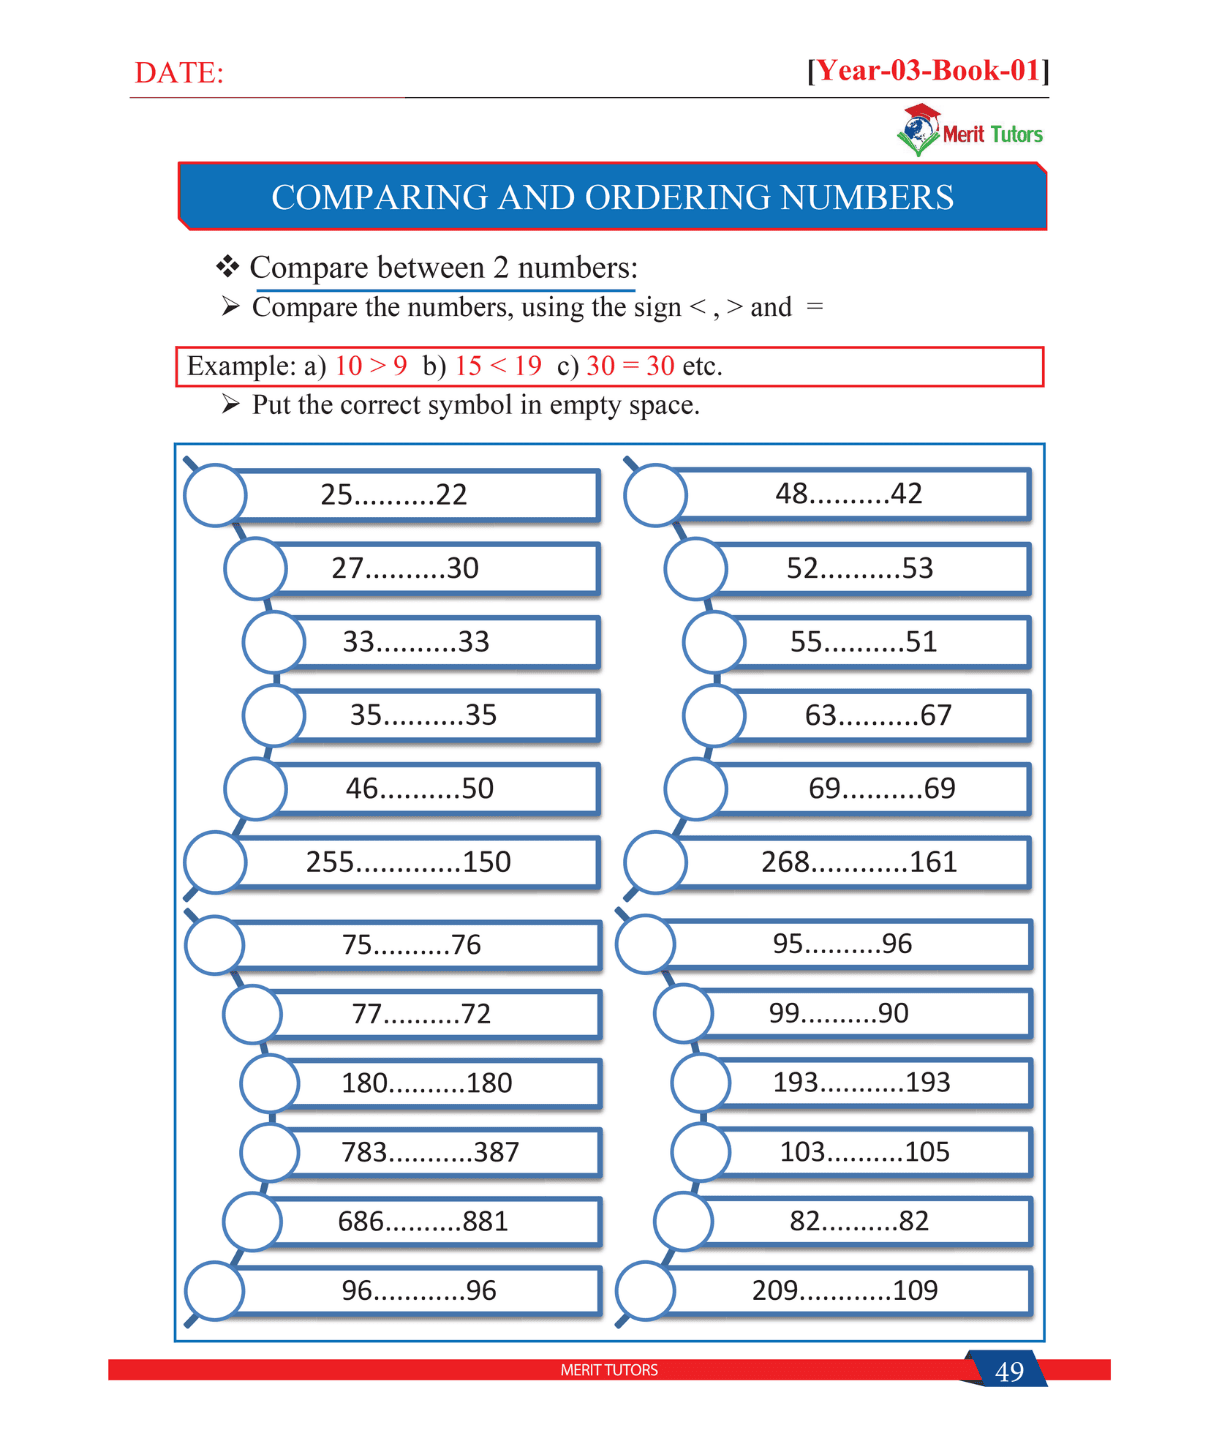 DATE:
[Year-03-Book-01]
Merit Tutors
COMPARING AND ORDERING NUMBERS
❖ Compare between 2 numbers:
➢ Compare the numbers, using the sign < , > and =
Example: a) 10 > 9 b) 15 < 19 c) 30 = 30 etc.
➢ Put the correct symbol in empty space.
25..........22
27..........30
33..........33
35..........35
46..........50
255.............150
48..........42
52..........53
55..........51
63..........67
69..........69
268............161
75..........76
77..........72
180..........180
783...........387
686..........881
96............96
95..........96
99..........90
193...........193
103..........105
82..........82
209............109
MERIT TUTORS
49